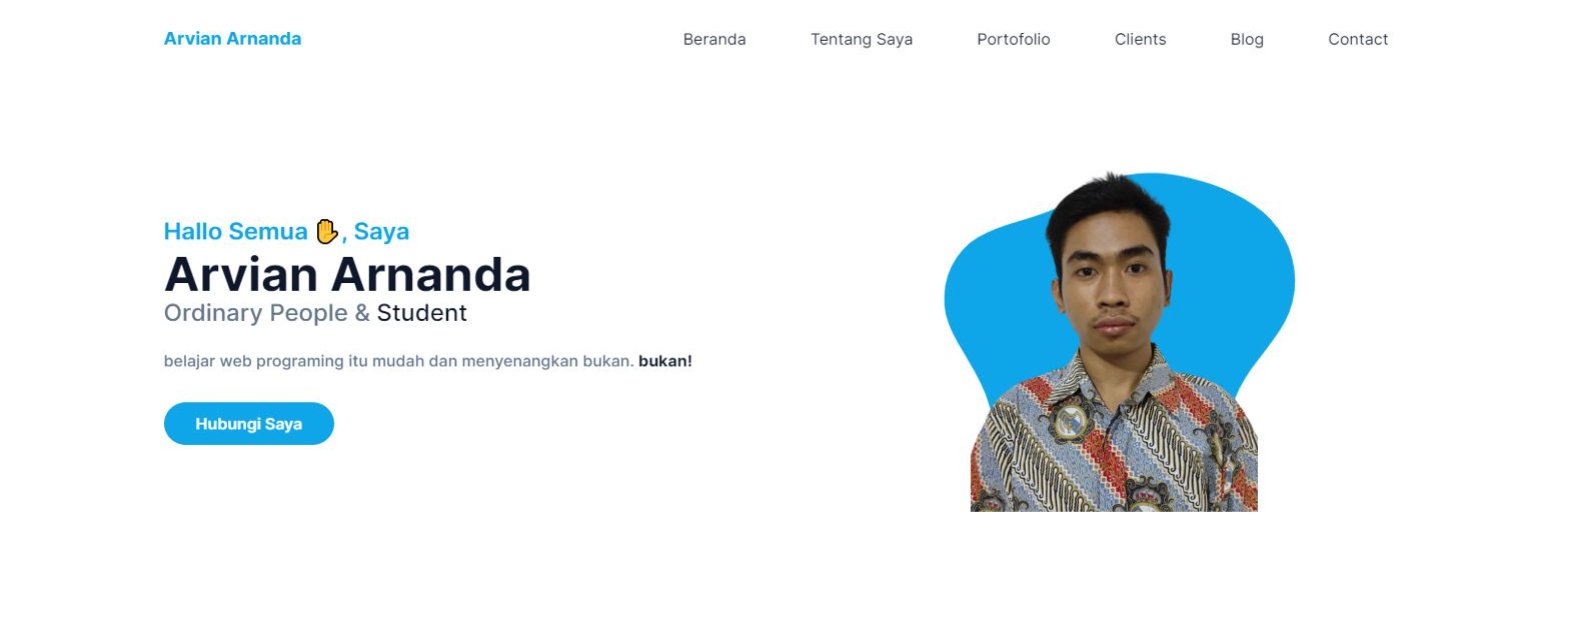 Arvian Arnanda
Beranda Tentang Saya Portofolio Clients Blog Contact
Hallo Semua ✋, Saya
Arvian Arnanda
Ordinary People & Student
belajar web programing itu mudah dan menyenangkan bukan. bukan!
Hubungi Saya